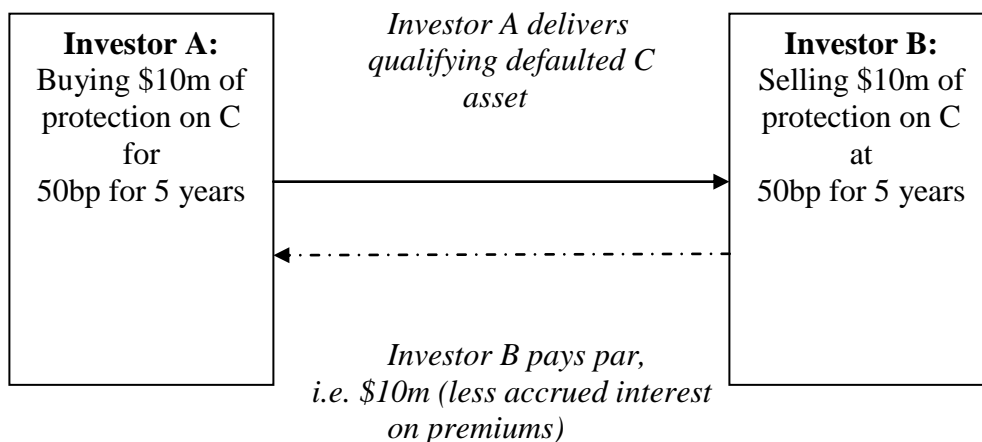 Investor A:
Buying $10m of
protection on C
for
50bp for 5 years
Investor A delivers
qualifying defaulted C
asset
Investor B:
Selling $10m of
protection on C
at
50bp for 5 years
Investor B pays par,
i.e. $10m (less accrued interest
on premiums)